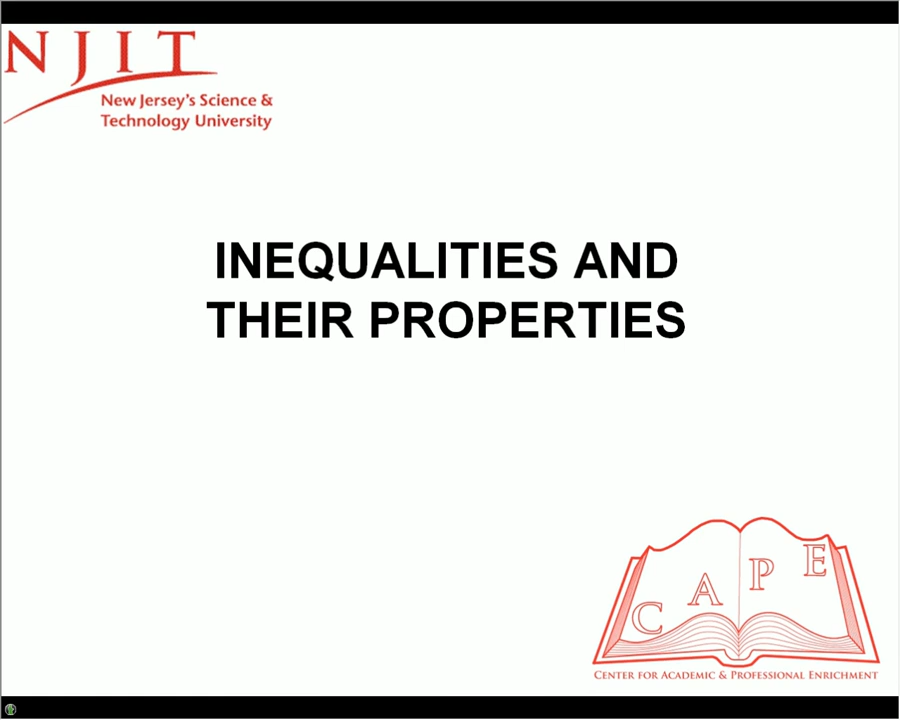 NJIT
New Jersey's Science &
Technology University
INEQUALITIES AND
THEIR PROPERTIES
C A P E
CENTER FOR ACADEMIC & PROFESSIONAL ENRICHMENT